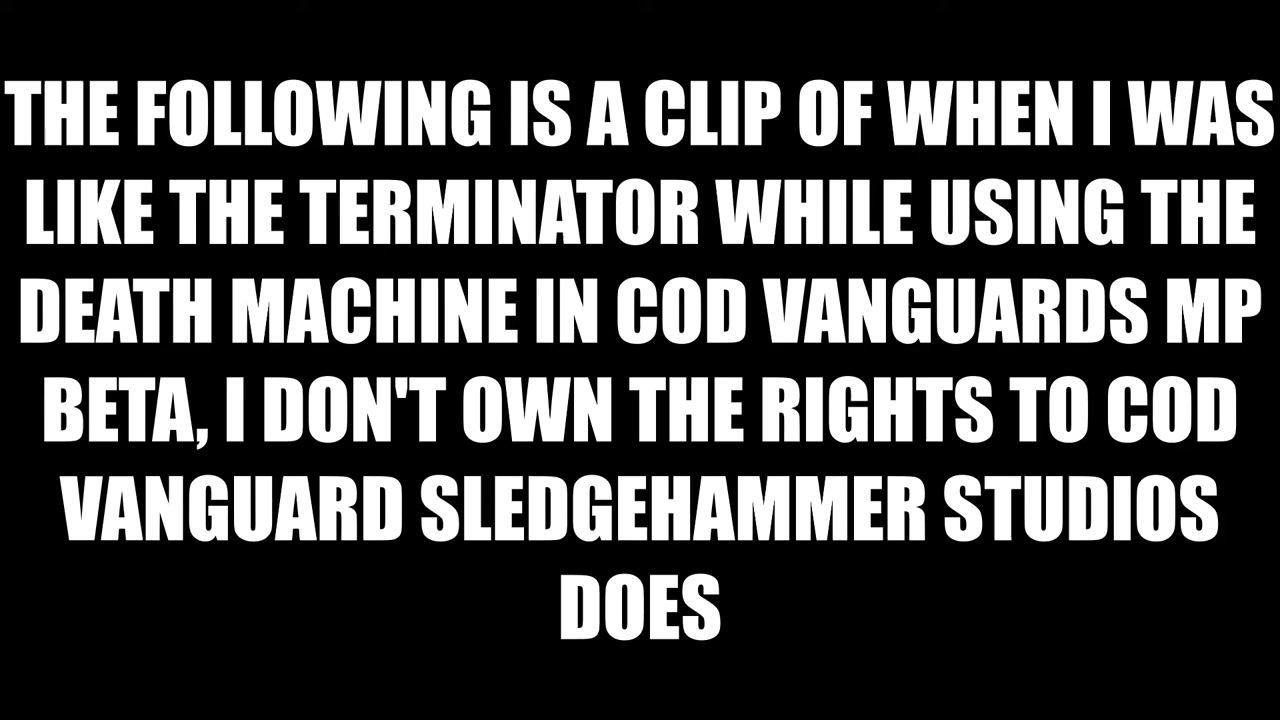 THE FOLLOWING IS A CLIP OF WHEN I WAS
LIKE THE TERMINATOR WHILE USING THE
DEATH MACHINE IN COD VANGUARDS MP
BETA, I DON'T OWN THE RIGHTS TO COD
VANGUARD SLEDGEHAMMER STUDIOS
DOES